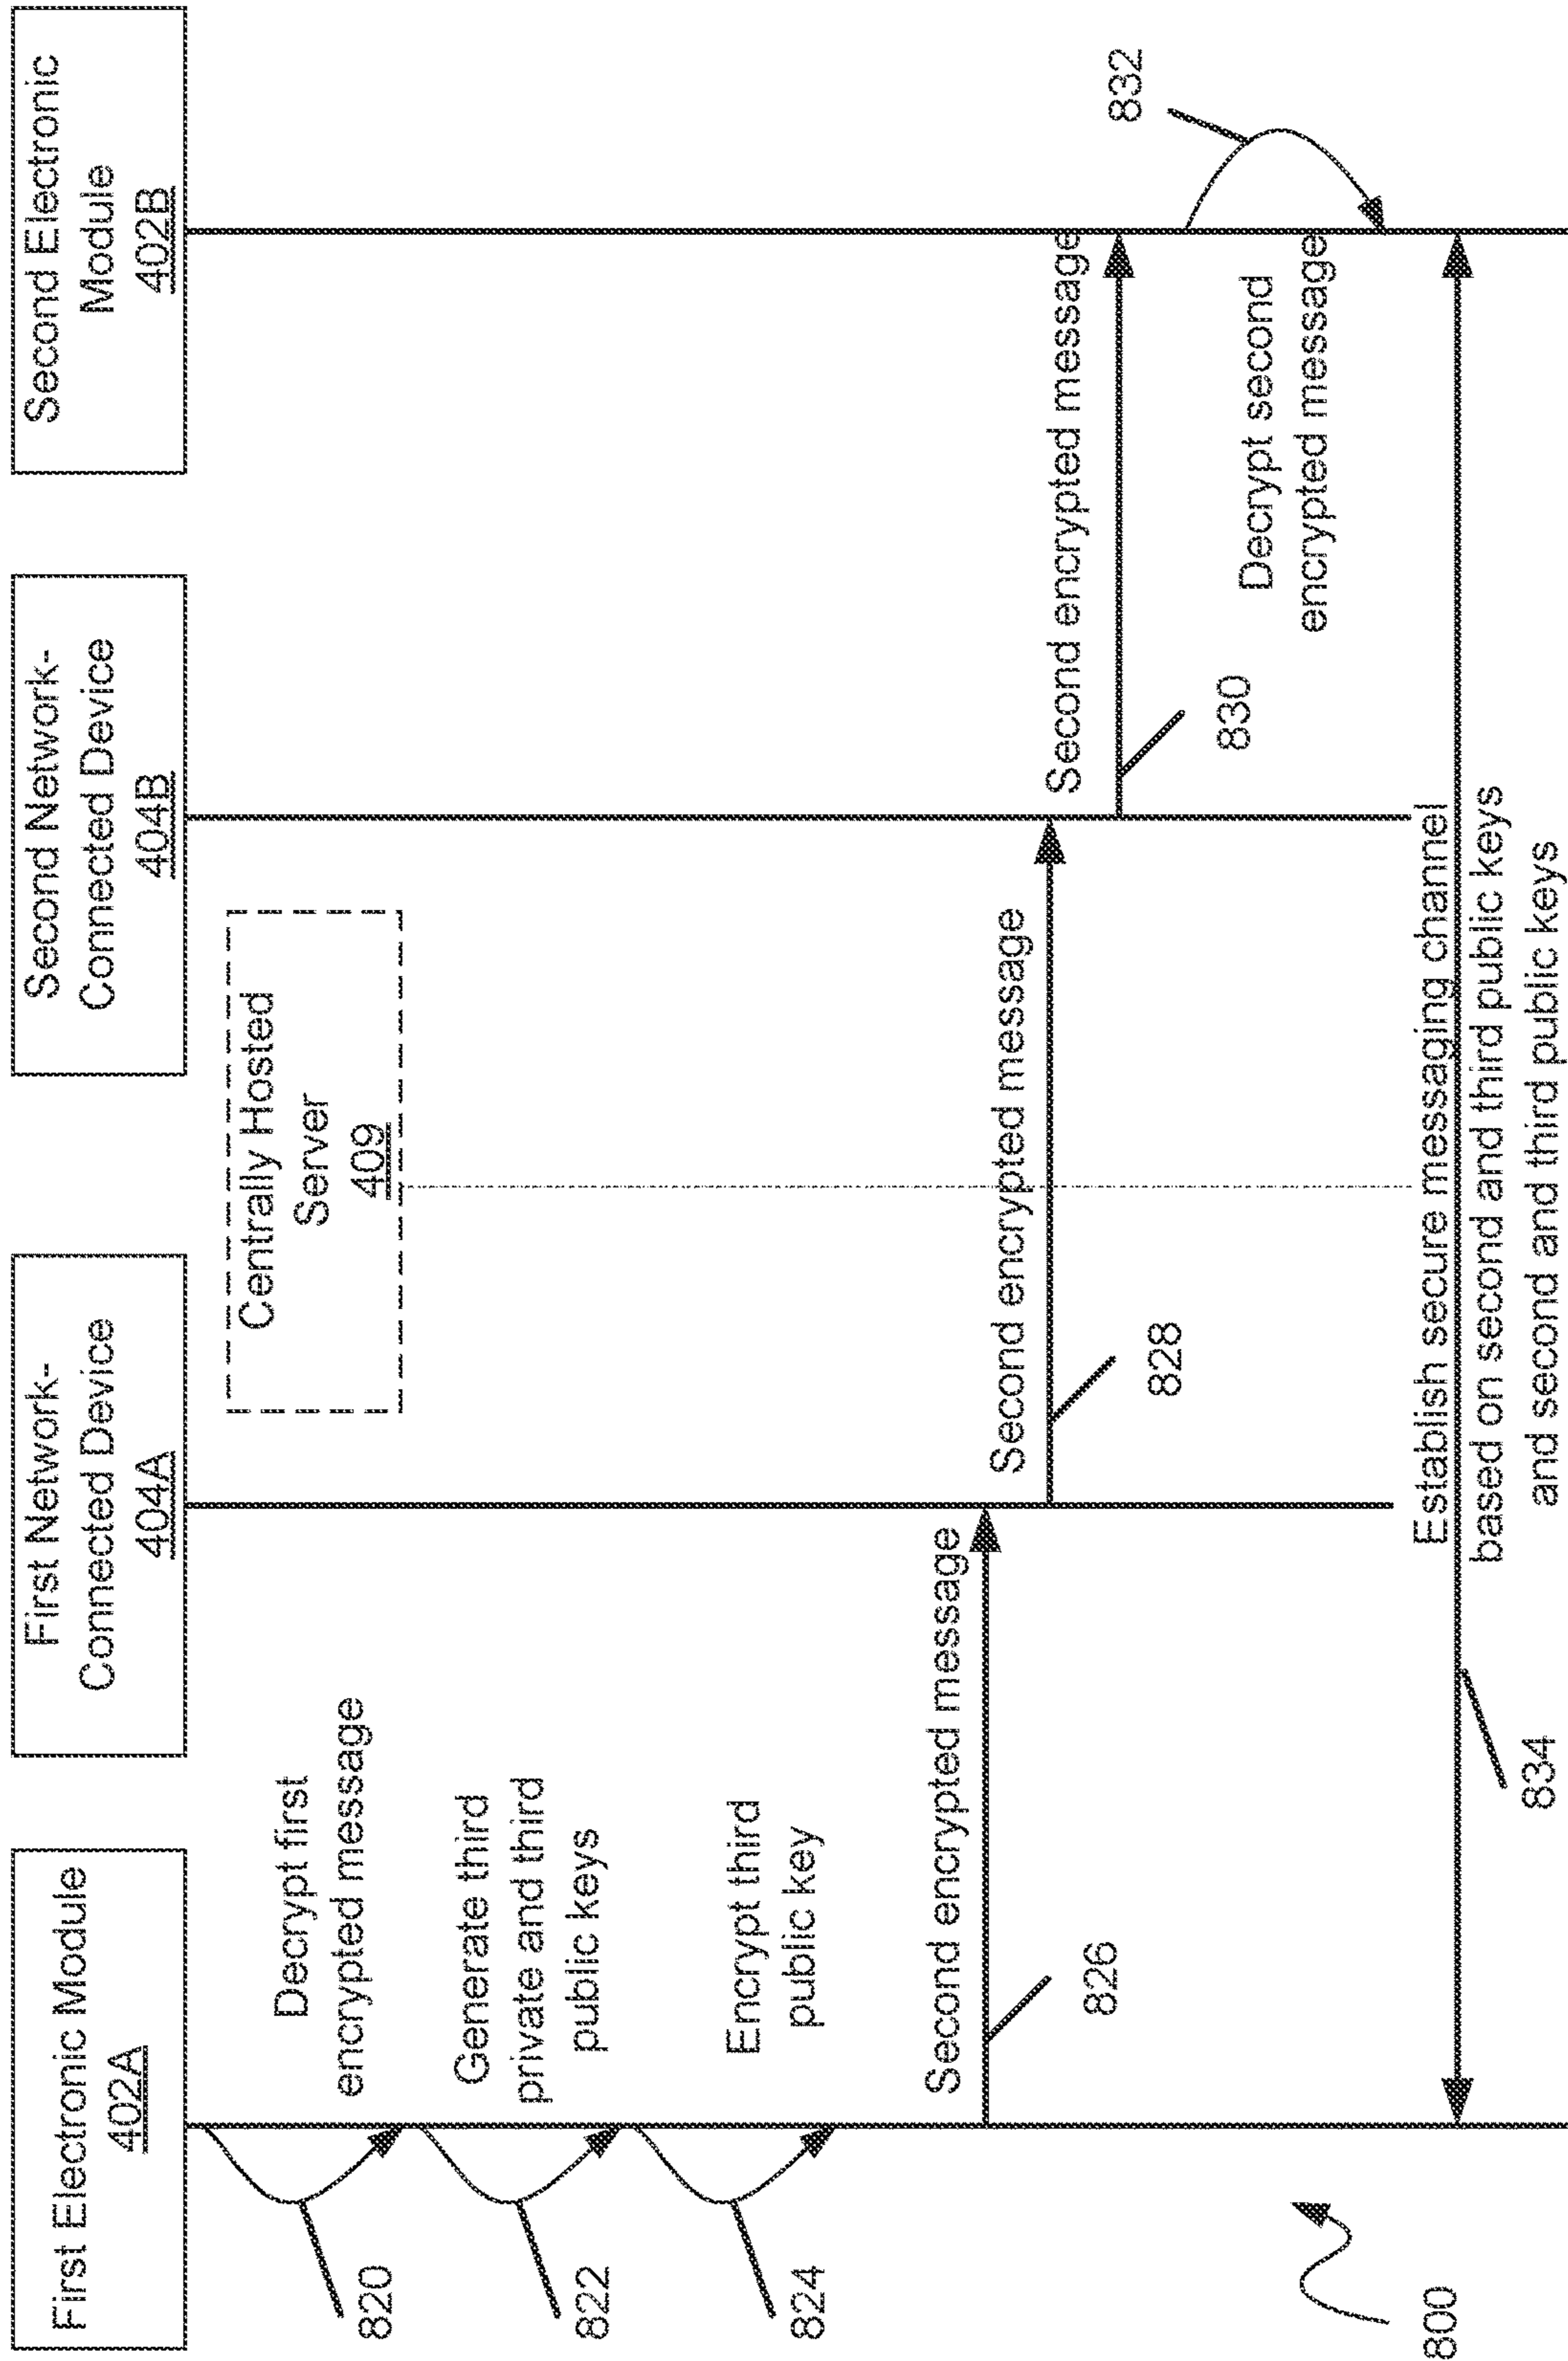 First Electronic Module
402A
First Network-
Connected Device
404A
Second Network-
Connected Device
404B
Second Electronic
Module
402B
Centrally Hosted
Server
409
Decrypt first
encrypted message
820
Generate third
private and third
public keys
822
Encrypt third
public key
824
Second encrypted message
826
Second encrypted message
828
Second encrypted message
830
Decrypt second
encrypted message
832
Establish secure messaging channel
based on second and third public keys
and second and third public keys
834
800